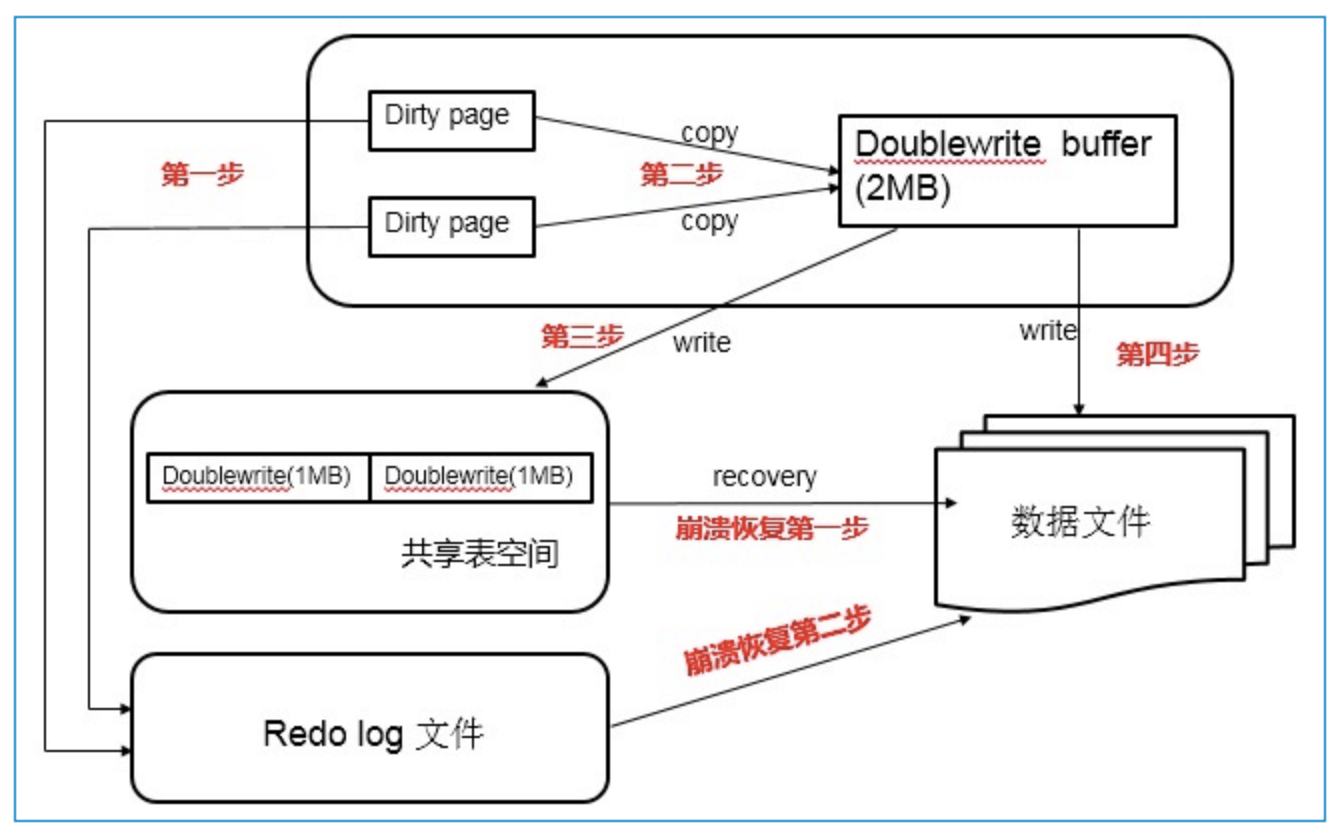 Dirty page
copy
Doublewrite buffer
(2MB)
第一步
第二步
Dirty page
copy
第三步
write
write
第四步
Doublewrite(1MB)
Doublewrite(1MB)
共享表空间
recovery
崩溃恢复第一步
数据文件
崩溃恢复第二步
Redo log 文件